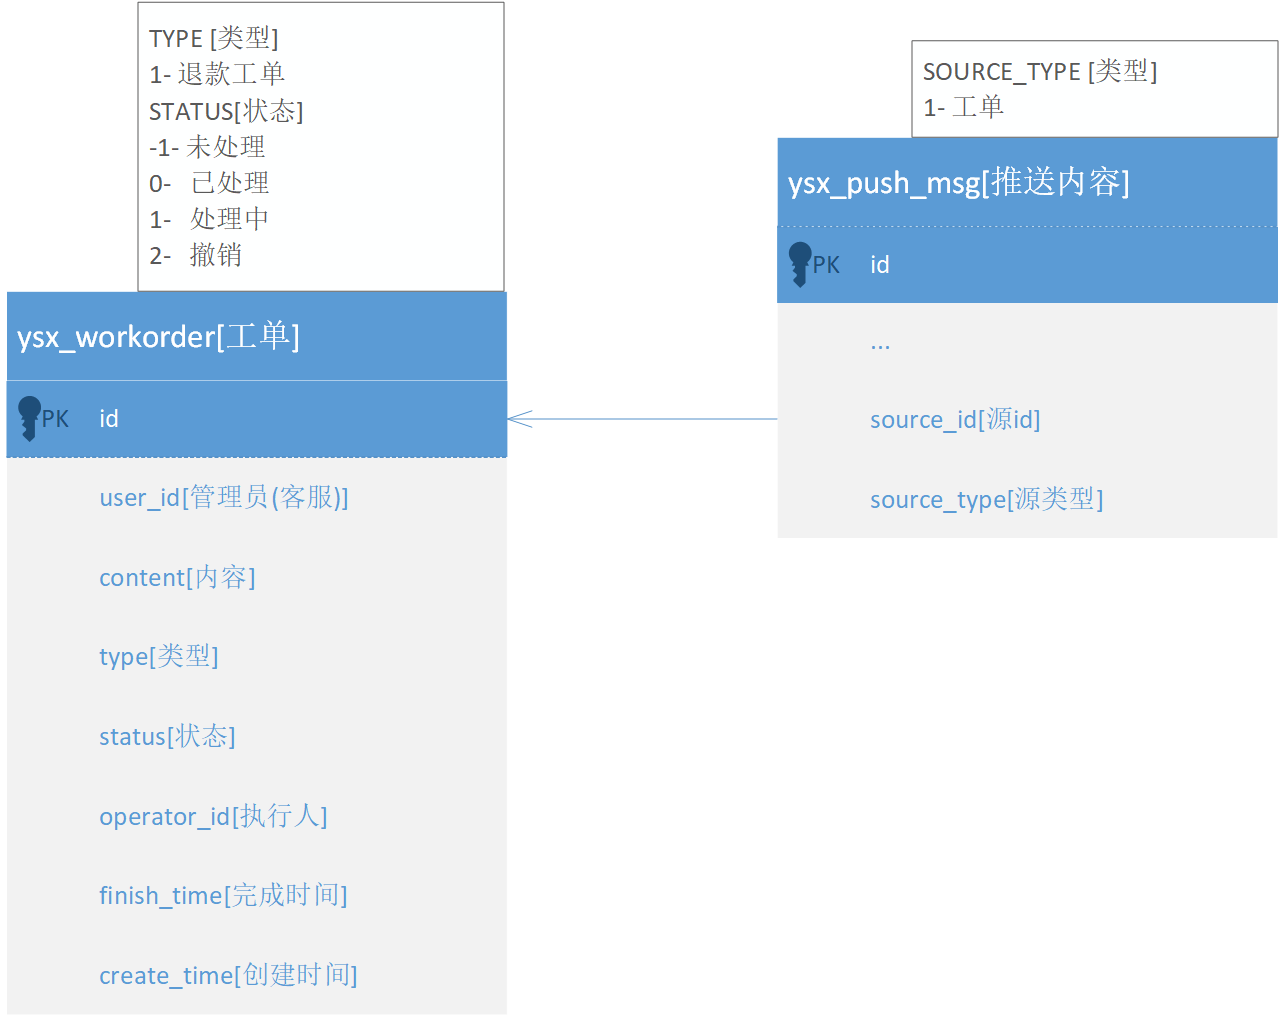 TYPE [类型]
1- 退款工单
STATUS[状态]
-1- 未处理
0- 已处理
1- 处理中
2- 撤销
ysx_workorder[工单]
PK id
user_id[管理员(客服)]
content[内容]
type[类型]
status[状态]
operator_id[执行人]
finish_time[完成时间]
create_time[创建时间]
SOURCE_TYPE [类型]
1- 工单
ysx_push_msg[推送内容]
PK id
...
source_id[源id]
source_type[源类型]